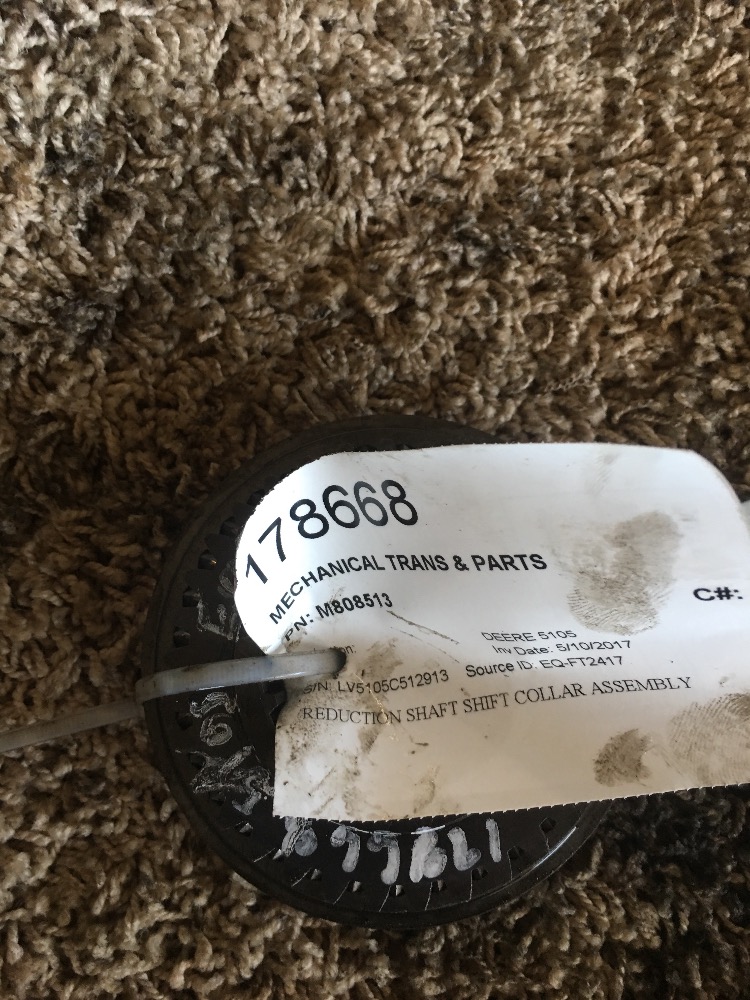 178668
MECHANICAL TRANS & PARTS
PN: M808513
C#:
DEERE 5105
Inv Date: 5/10/2017
S/N: LV5105C512913
Source ID: EQ-FT2417
REDUCTION SHAFT SHIFT COLLAR ASSEMBLY
178668